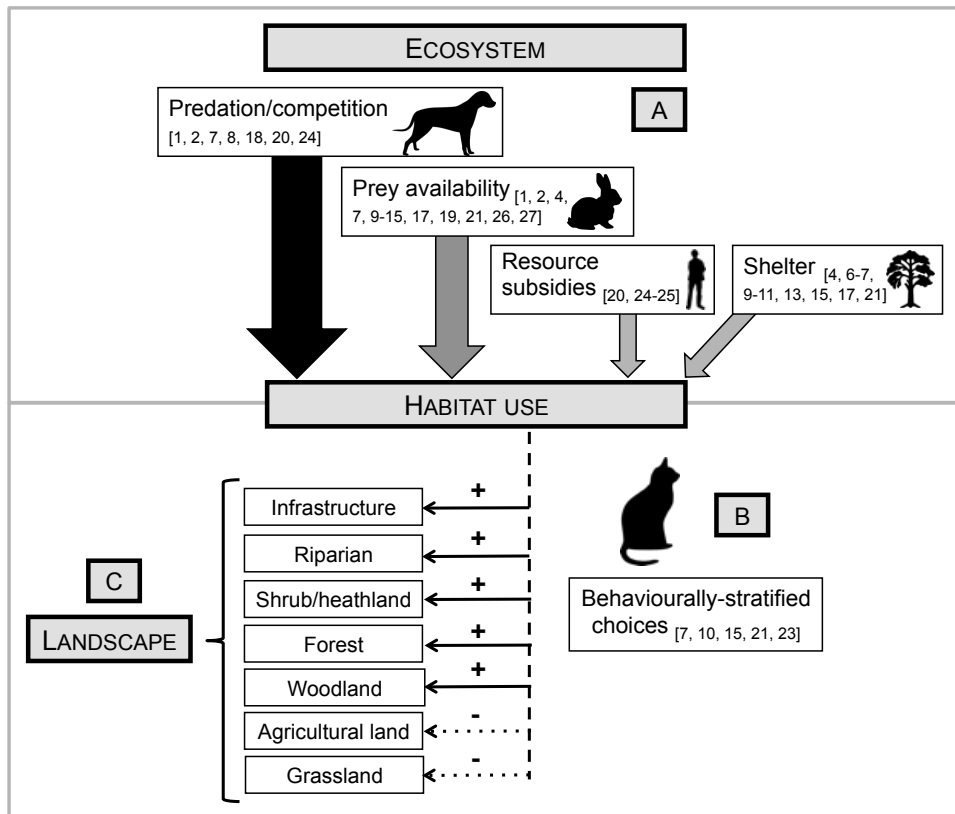 ECOSYSTEM
A
Predation/competition
[1, 2, 7, 8, 18, 20, 24]
Prey availability [1, 2, 4,
7, 9-15, 17, 19, 21, 26, 27]
Resource
subsidies [20, 24-25]
Shelter [4, 6-7,
9-11, 13, 15, 17, 21]
HABITAT USE
B
Behaviourally-stratified
choices [7, 10, 15, 21, 23]
C
LANDSCAPE
+
Infrastructure
+
Riparian
+
Shrub/heathland
+
Forest
+
Woodland
-
Agricultural land
-
Grassland